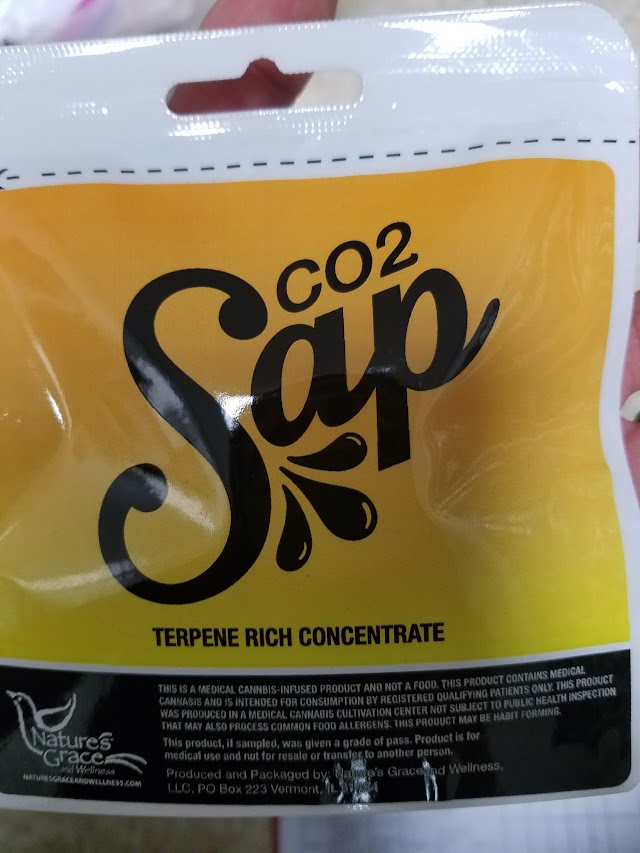 CO2
Sap
TERPENE RICH CONCENTRATE
THIS IS A MEDICAL CANNBIS-INFUSED PRODUCT AND NOT A FOOD. THIS PRODUCT CONTAINS MEDICAL
CANNABIS AND IS INTENDED FOR CONSUMPTION BY REGISTERED QUALIFYING PATIENTS ONLY. THIS PRODUCT
WAS PRODUCED IN A MEDICAL CANNABIS CULTIVATION CENTER NOT SUBJECT TO PUBLIC HEALTH INSPECTION
THAT MAY ALSO PROCESS COMMON FOOD ALLERGENS. THIS PRODUCT MAY BE HABIT FORMING.
This product, if sampled, was given a grade of pass. Product is for
medical use and not for resale or transfer to another person.
Produced and Packaged by: Nature's Grace and Wellness,
LLC, PO Box 223 Vermont, IL
Nature's
Grace
and Wellness
NATURESGRACEANDWELLNESS.COM